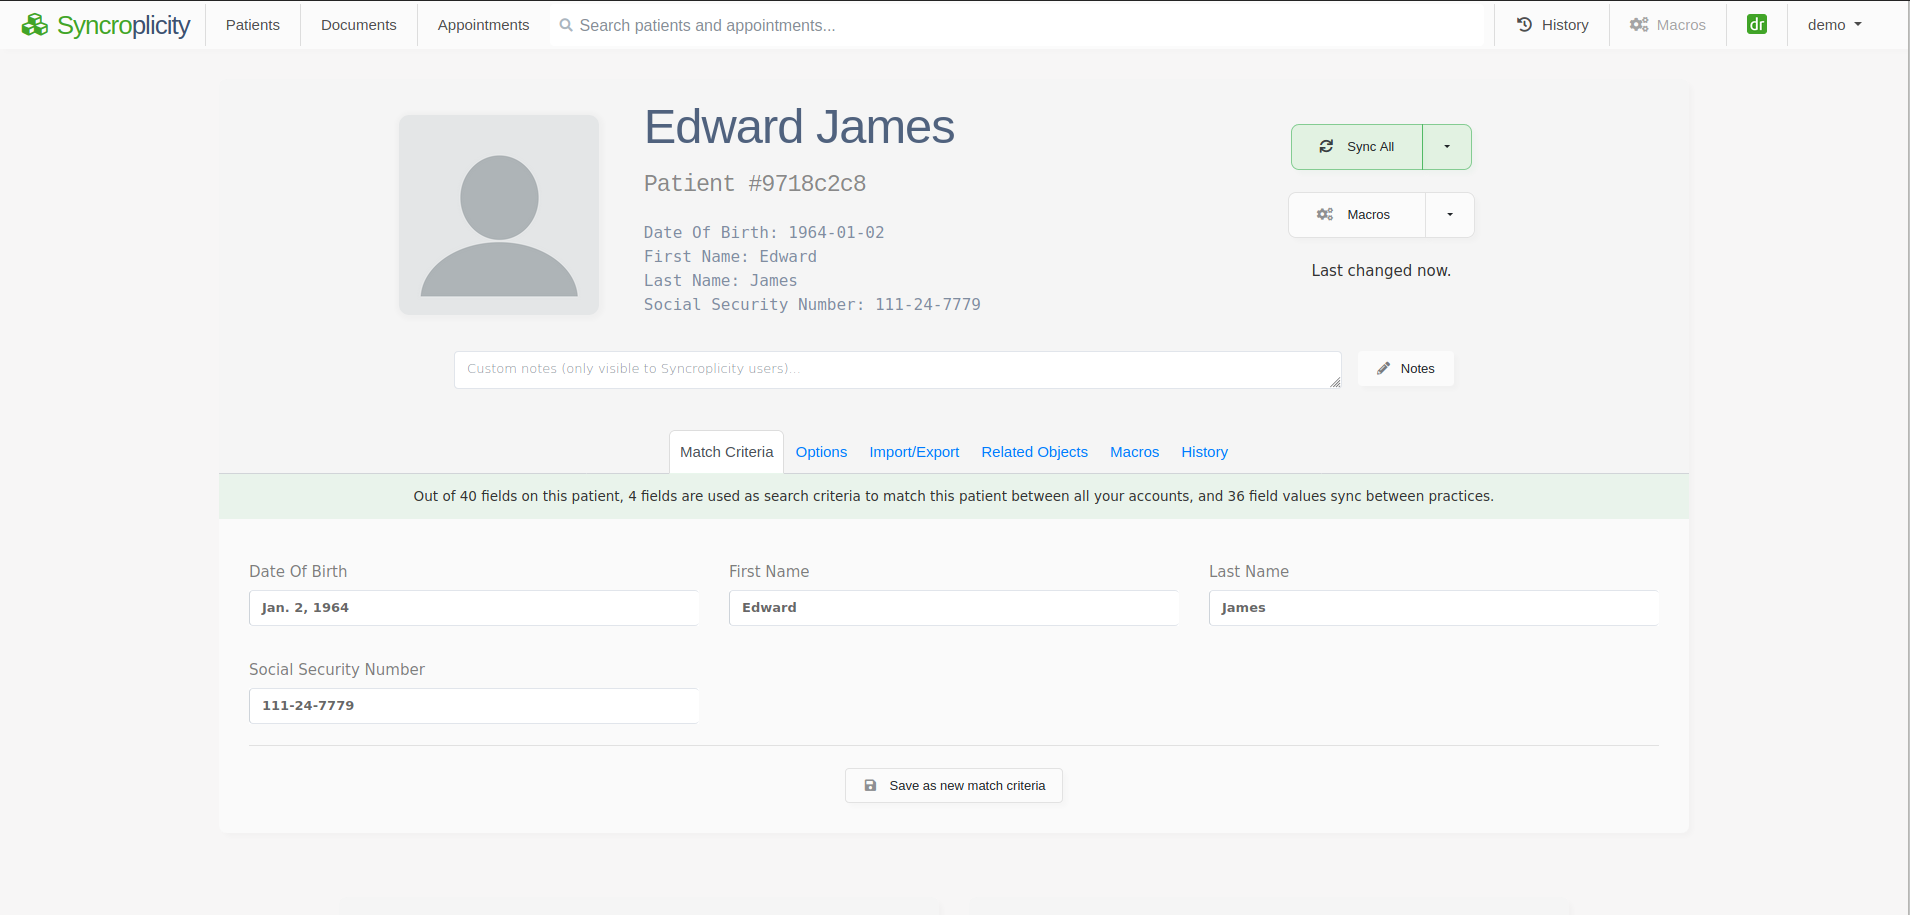 Syncroplicity Patients Documents Appointments Search patients and appointments... History Macros dr demo
Edward James
Patient #9718c2c8
Date Of Birth: 1964-01-02
First Name: Edward
Last Name: James
Social Security Number: 111-24-7779
Sync All
Macros
Last changed now.
Custom notes (only visible to Syncroplicity users)...
Notes
Match Criteria Options Import/Export Related Objects Macros History
Out of 40 fields on this patient, 4 fields are used as search criteria to match this patient between all your accounts, and 36 field values sync between practices.
Date Of Birth First Name Last Name
Jan. 2, 1964 Edward James
Social Security Number
111-24-7779
Save as new match criteria